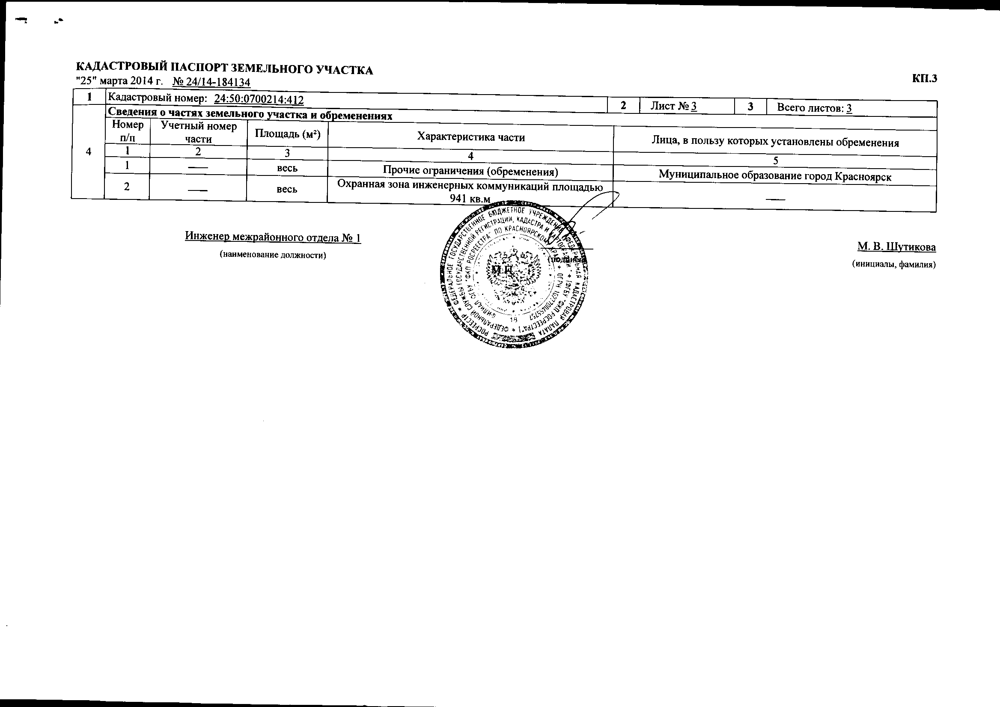 КАДАСТРОВЫЙ ПАСПОРТ ЗЕМЕЛЬНОГО УЧАСТКА
"25" марта 2014 г. № 24/14-184134
КП.3
1 Кадастровый номер: 24:50:0700214:412 2 Лист № 3 3 Всего листов: 3
4 Сведения о частях земельного участка и обременениях
Номер п/п Учетный номер части Площадь (м²) Характеристика части Лица, в пользу которых установлены обременения
1 2 3 4 5
1 — весь Прочие ограничения (обременения) Муниципальное образование город Красноярск
2 — весь Охранная зона инженерных коммуникаций площадью 941 кв.м —
Инженер межрайонного отдела № 1
(наименование должности)
(подпись)
М.П.
М. В. Шутикова
(инициалы, фамилия)
РОСРЕЕСТР * ФЕДЕРАЛЬНОЕ ГОСУДАРСТВЕННОЕ БЮДЖЕТНОЕ УЧРЕЖДЕНИЕ "ФЕДЕРАЛЬНАЯ КАДАСТРОВАЯ ПАЛАТА
ФЕДЕРАЛЬНОЙ СЛУЖБЫ ГОСУДАРСТВЕННОЙ РЕГИСТРАЦИИ, КАДАСТРА И КАРТОГРАФИИ" * (ФГБУ "ФКП РОСРЕЕСТРА") *
ФИЛИАЛ ФГБУ "ФКП РОСРЕЕСТРА" ПО КРАСНОЯРСКОМУ КРАЮ * ОГРН 1027700485757
18